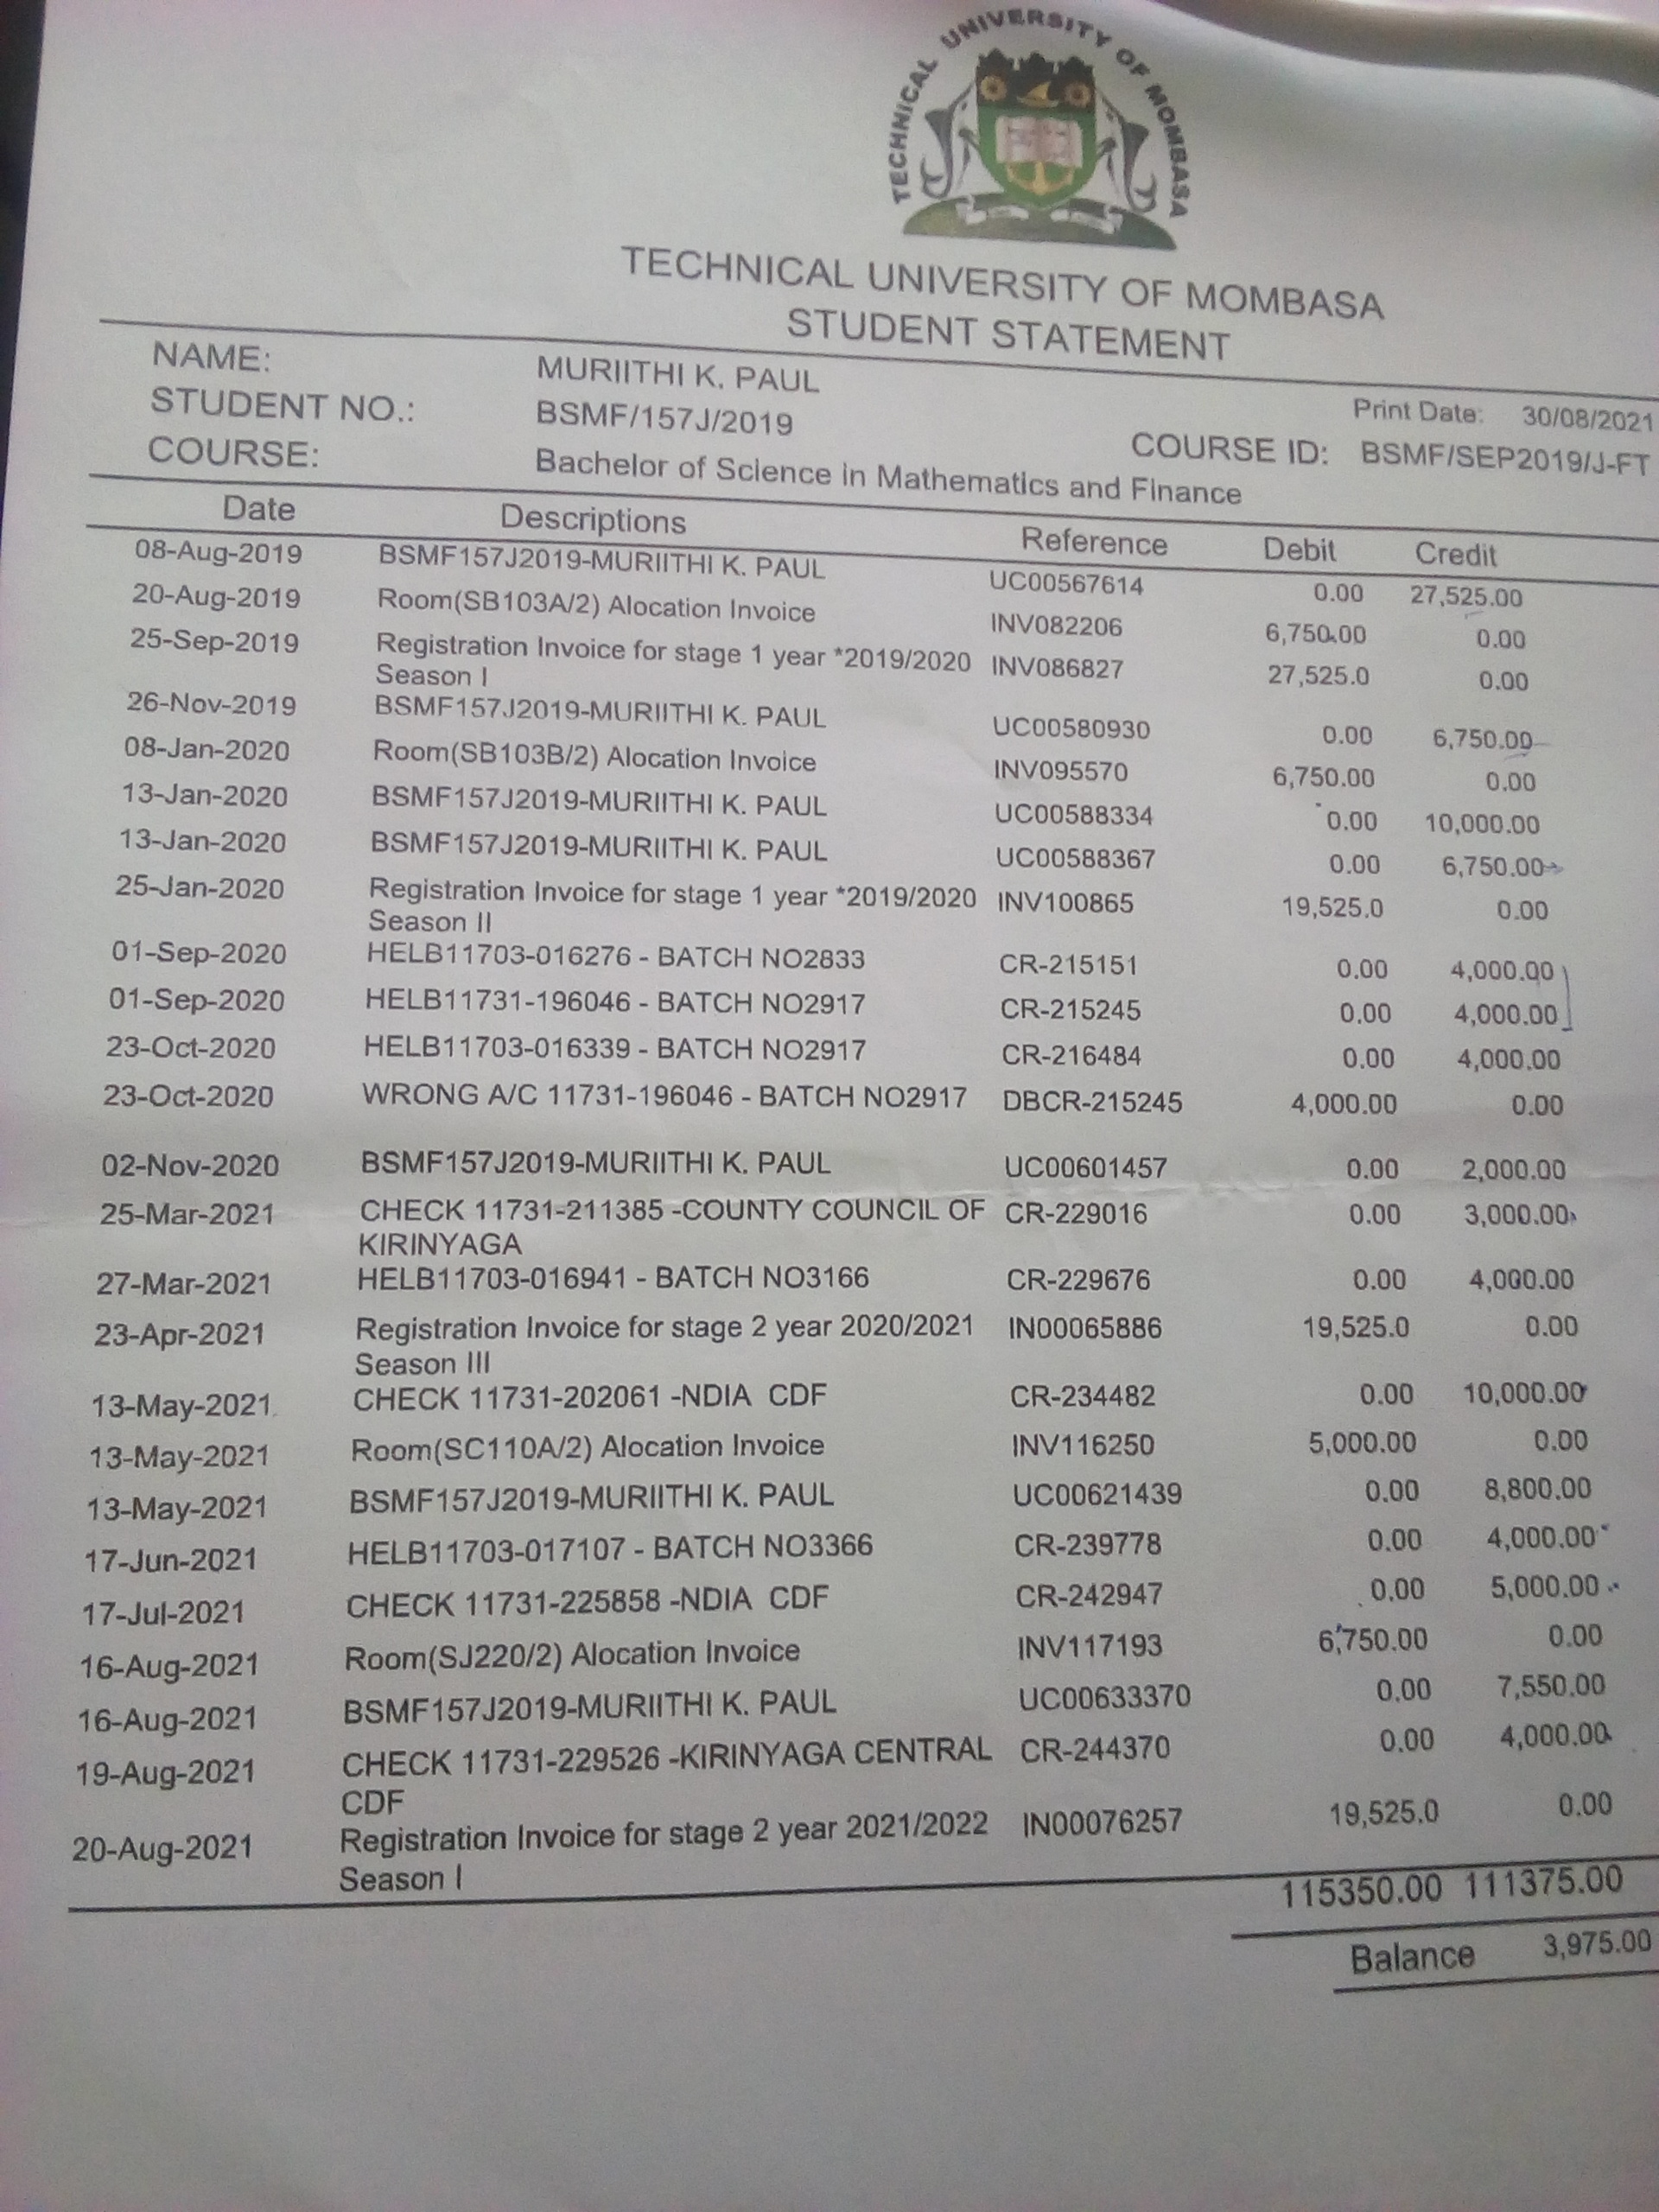 TECHNICAL UNIVERSITY OF MOMBASA
TECHNICAL UNIVERSITY OF MOMBASA
STUDENT STATEMENT
NAME: MURIITHI K. PAUL
Print Date: 30/08/2021
STUDENT NO.: BSMF/157J/2019
COURSE ID: BSMF/SEP2019/J-FT
COURSE: Bachelor of Science in Mathematics and Finance
Date Descriptions Reference Debit Credit
08-Aug-2019 BSMF157J2019-MURIITHI K. PAUL UC00567614 0.00 27,525.00
20-Aug-2019 Room(SB103A/2) Alocation Invoice INV082206 6,750.00 0.00
25-Sep-2019 Registration Invoice for stage 1 year *2019/2020 INV086827 27,525.0 0.00
Season I
26-Nov-2019 BSMF157J2019-MURIITHI K. PAUL UC00580930 0.00 6,750.00
08-Jan-2020 Room(SB103B/2) Alocation Invoice INV095570 6,750.00 0.00
13-Jan-2020 BSMF157J2019-MURIITHI K. PAUL UC00588334 0.00 10,000.00
13-Jan-2020 BSMF157J2019-MURIITHI K. PAUL UC00588367 0.00 6,750.00
25-Jan-2020 Registration Invoice for stage 1 year *2019/2020 INV100865 19,525.0 0.00
Season II
01-Sep-2020 HELB11703-016276 - BATCH NO2833 CR-215151 0.00 4,000.00
01-Sep-2020 HELB11731-196046 - BATCH NO2917 CR-215245 0.00 4,000.00
23-Oct-2020 HELB11703-016339 - BATCH NO2917 CR-216484 0.00 4,000.00
23-Oct-2020 WRONG A/C 11731-196046 - BATCH NO2917 DBCR-215245 4,000.00 0.00
02-Nov-2020 BSMF157J2019-MURIITHI K. PAUL UC00601457 0.00 2,000.00
25-Mar-2021 CHECK 11731-211385 -COUNTY COUNCIL OF CR-229016 0.00 3,000.00
KIRINYAGA
27-Mar-2021 HELB11703-016941 - BATCH NO3166 CR-229676 0.00 4,000.00
23-Apr-2021 Registration Invoice for stage 2 year 2020/2021 IN00065886 19,525.0 0.00
Season III
13-May-2021 CHECK 11731-202061 -NDIA CDF CR-234482 0.00 10,000.00
13-May-2021 Room(SC110A/2) Alocation Invoice INV116250 5,000.00 0.00
13-May-2021 BSMF157J2019-MURIITHI K. PAUL UC00621439 0.00 8,800.00
17-Jun-2021 HELB11703-017107 - BATCH NO3366 CR-239778 0.00 4,000.00
17-Jul-2021 CHECK 11731-225858 -NDIA CDF CR-242947 0.00 5,000.00
16-Aug-2021 Room(SJ220/2) Alocation Invoice INV117193 6,750.00 0.00
16-Aug-2021 BSMF157J2019-MURIITHI K. PAUL UC00633370 0.00 7,550.00
19-Aug-2021 CHECK 11731-229526 -KIRINYAGA CENTRAL CR-244370 0.00 4,000.00
CDF
20-Aug-2021 Registration Invoice for stage 2 year 2021/2022 IN00076257 19,525.0 0.00
Season I
115350.00 111375.00
Balance 3,975.00